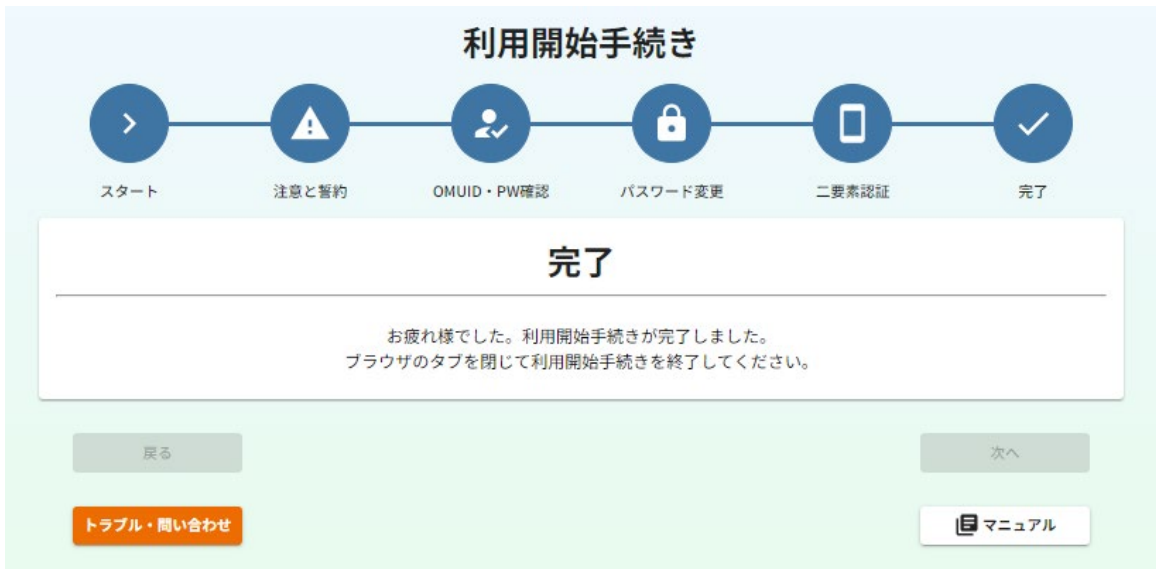 利用開始手続き
スタート
注意と誓約
OMUID・PW確認
パスワード変更
二要素認証
完了
完了
お疲れ様でした。利用開始手続きが完了しました。
ブラウザのタブを閉じて利用開始手続きを終了してください。
戻る
次へ
トラブル・問い合わせ
マニュアル